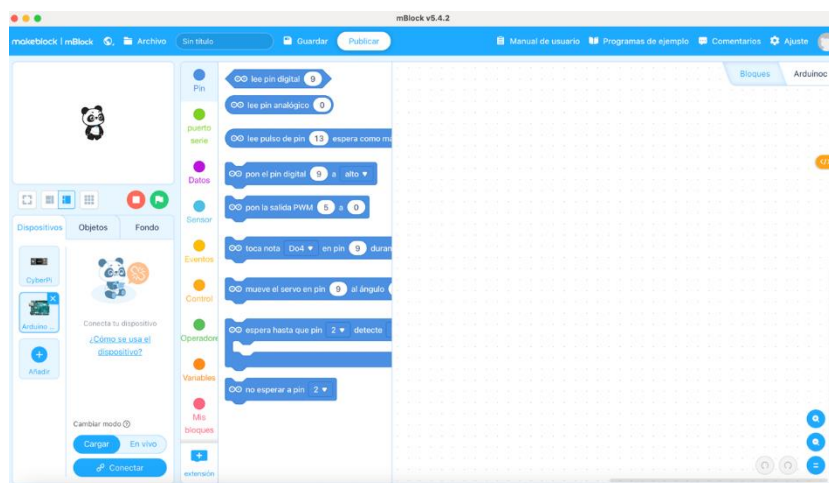 mBlock v5.4.2
makeblock | mBlock Archivo Sin título Guardar Publicar Manual de usuario Programas de ejemplo Comentarios Ajuste
Bloques Arduinoc
Pin
puerto serie
Datos
Sensor
Eventos
Control
Operadore
Variables
Mis bloques
extensión
lee pin digital 9
lee pin analógico 0
lee pulso de pin 13 espera como má
pon el pin digital 9 a alto
pon la salida PWM 5 a 0
toca nota Do4 en pin 9 duran
mueve el servo en pin 9 al ángulo
espera hasta que pin 2 detecte
no esperar a pin 2
Dispositivos Objetos Fondo
CyberPi
Arduino ...
Añadir
Conecta tu dispositivo
¿Cómo se usa el
dispositivo?
Cambiar modo
Cargar En vivo
Conectar